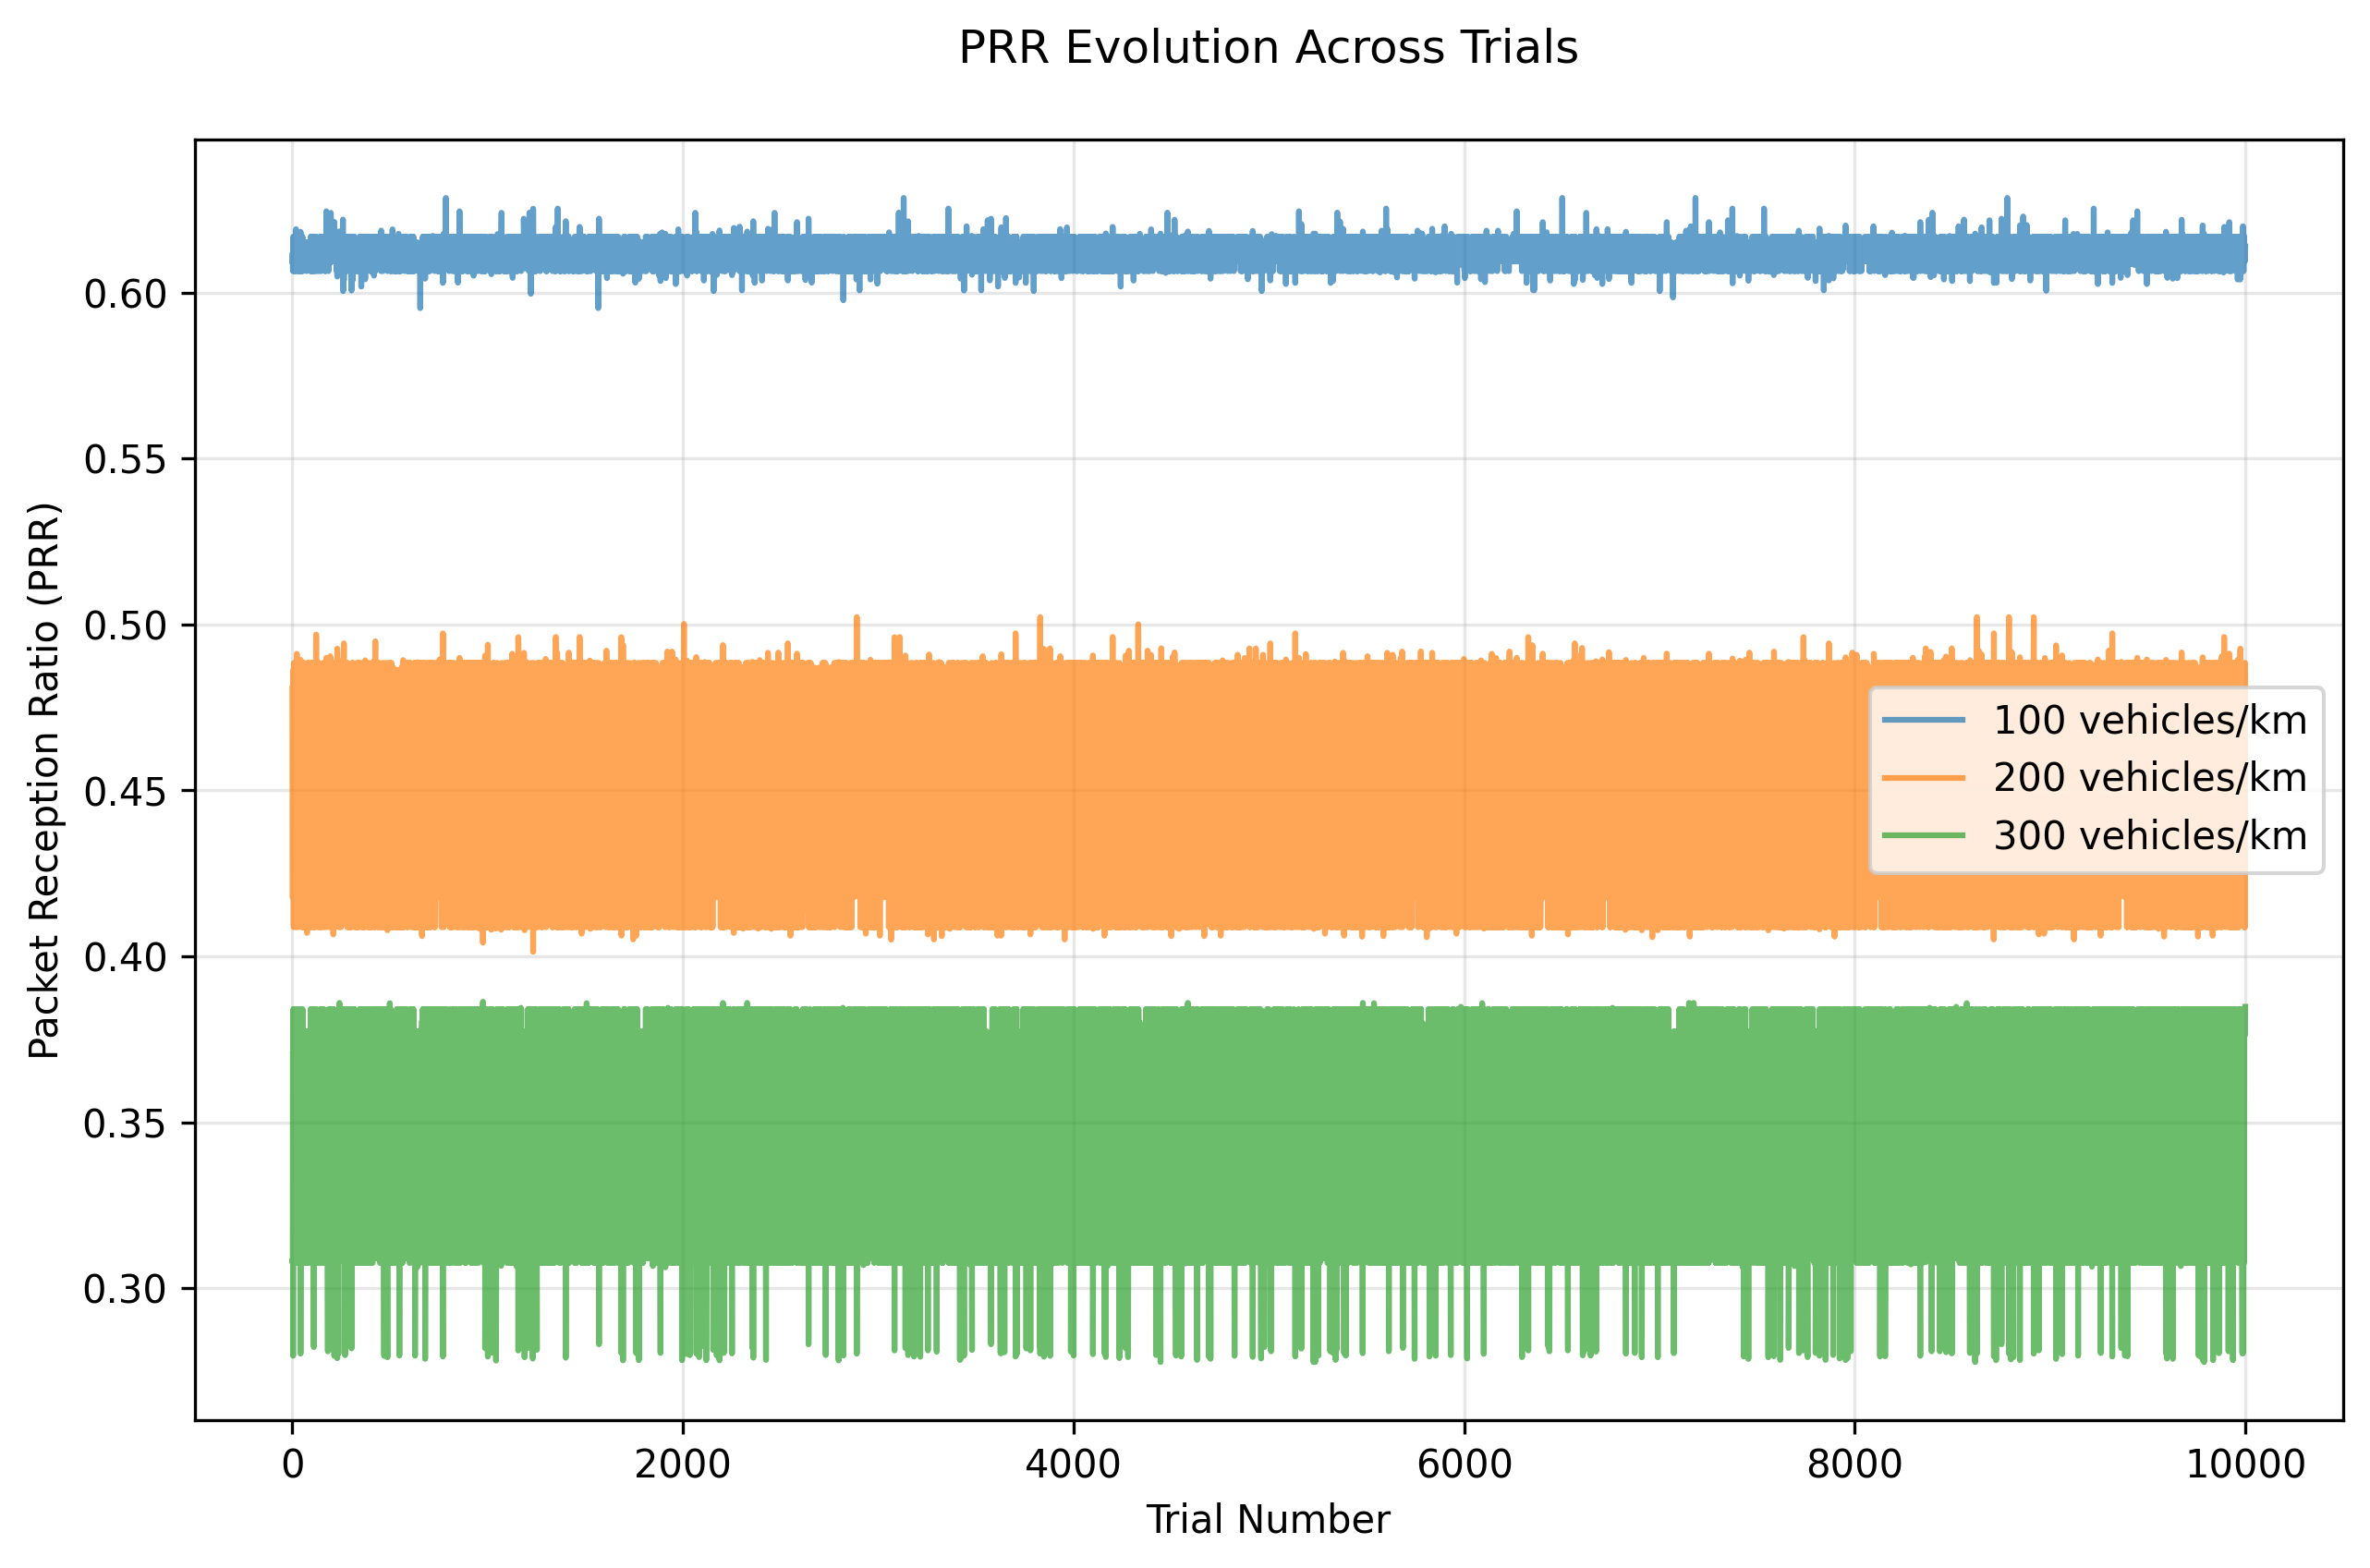 PRR Evolution Across Trials
Packet Reception Ratio (PRR)
0.60
0.55
0.50
0.45
0.40
0.35
0.30
100 vehicles/km
200 vehicles/km
300 vehicles/km
0 2000 4000 6000 8000 10000
Trial Number